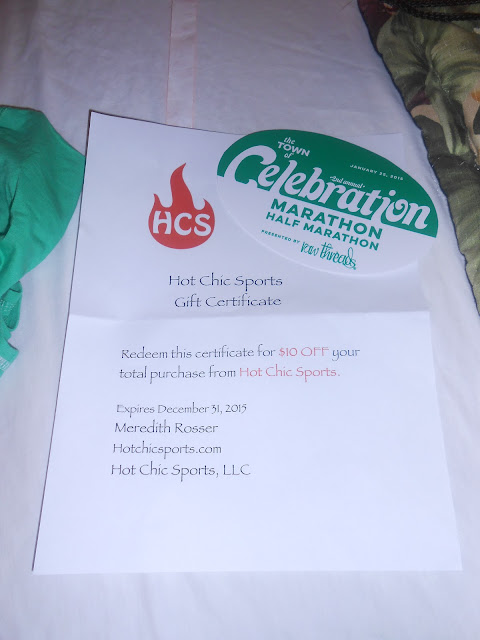 the
TOWN
of
JANUARY 25, 2015
2nd annual
Celebration
MARATHON
HALF MARATHON
PRESENTED BY raw threads
HCS
Hot Chic Sports
Gift Certificate
Redeem this certificate for $10 OFF your
total purchase from Hot Chic Sports.
Expires December 31, 2015
Meredith Rosser
Hotchicsports.com
Hot Chic Sports, LLC